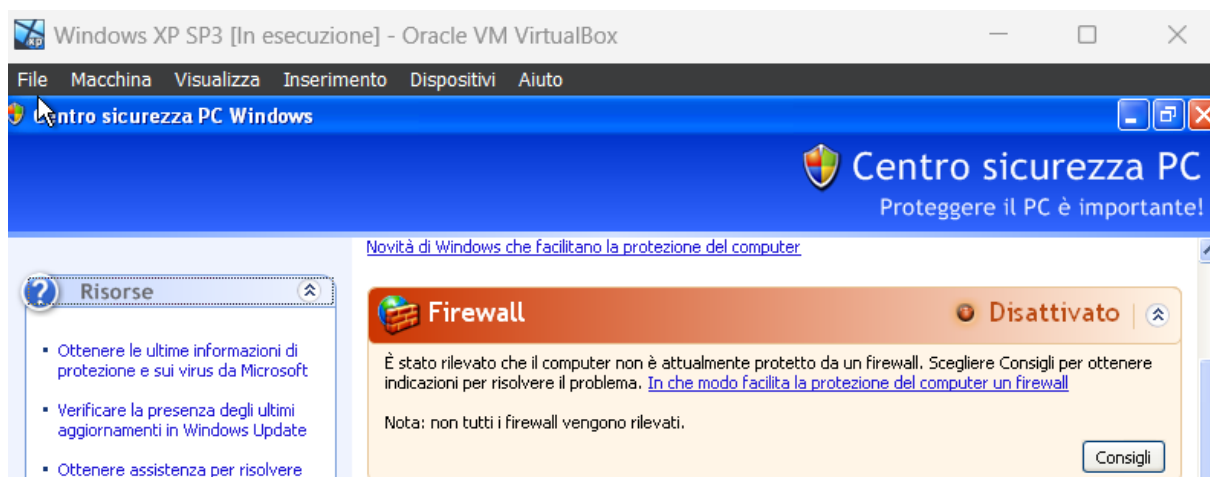 Windows XP SP3 [In esecuzione] - Oracle VM VirtualBox
File Macchina Visualizza Inserimento Dispositivi Aiuto
Centro sicurezza PC Windows
Centro sicurezza PC
Proteggere il PC è importante!
Risorse
Ottenere le ultime informazioni di
protezione e sui virus da Microsoft
Verificare la presenza degli ultimi
aggiornamenti in Windows Update
Ottenere assistenza per risolvere
Novità di Windows che facilitano la protezione del computer
Firewall Disattivato
È stato rilevato che il computer non è attualmente protetto da un firewall. Scegliere Consigli per ottenere
indicazioni per risolvere il problema. In che modo facilita la protezione del computer un firewall
Nota: non tutti i firewall vengono rilevati.
Consigli